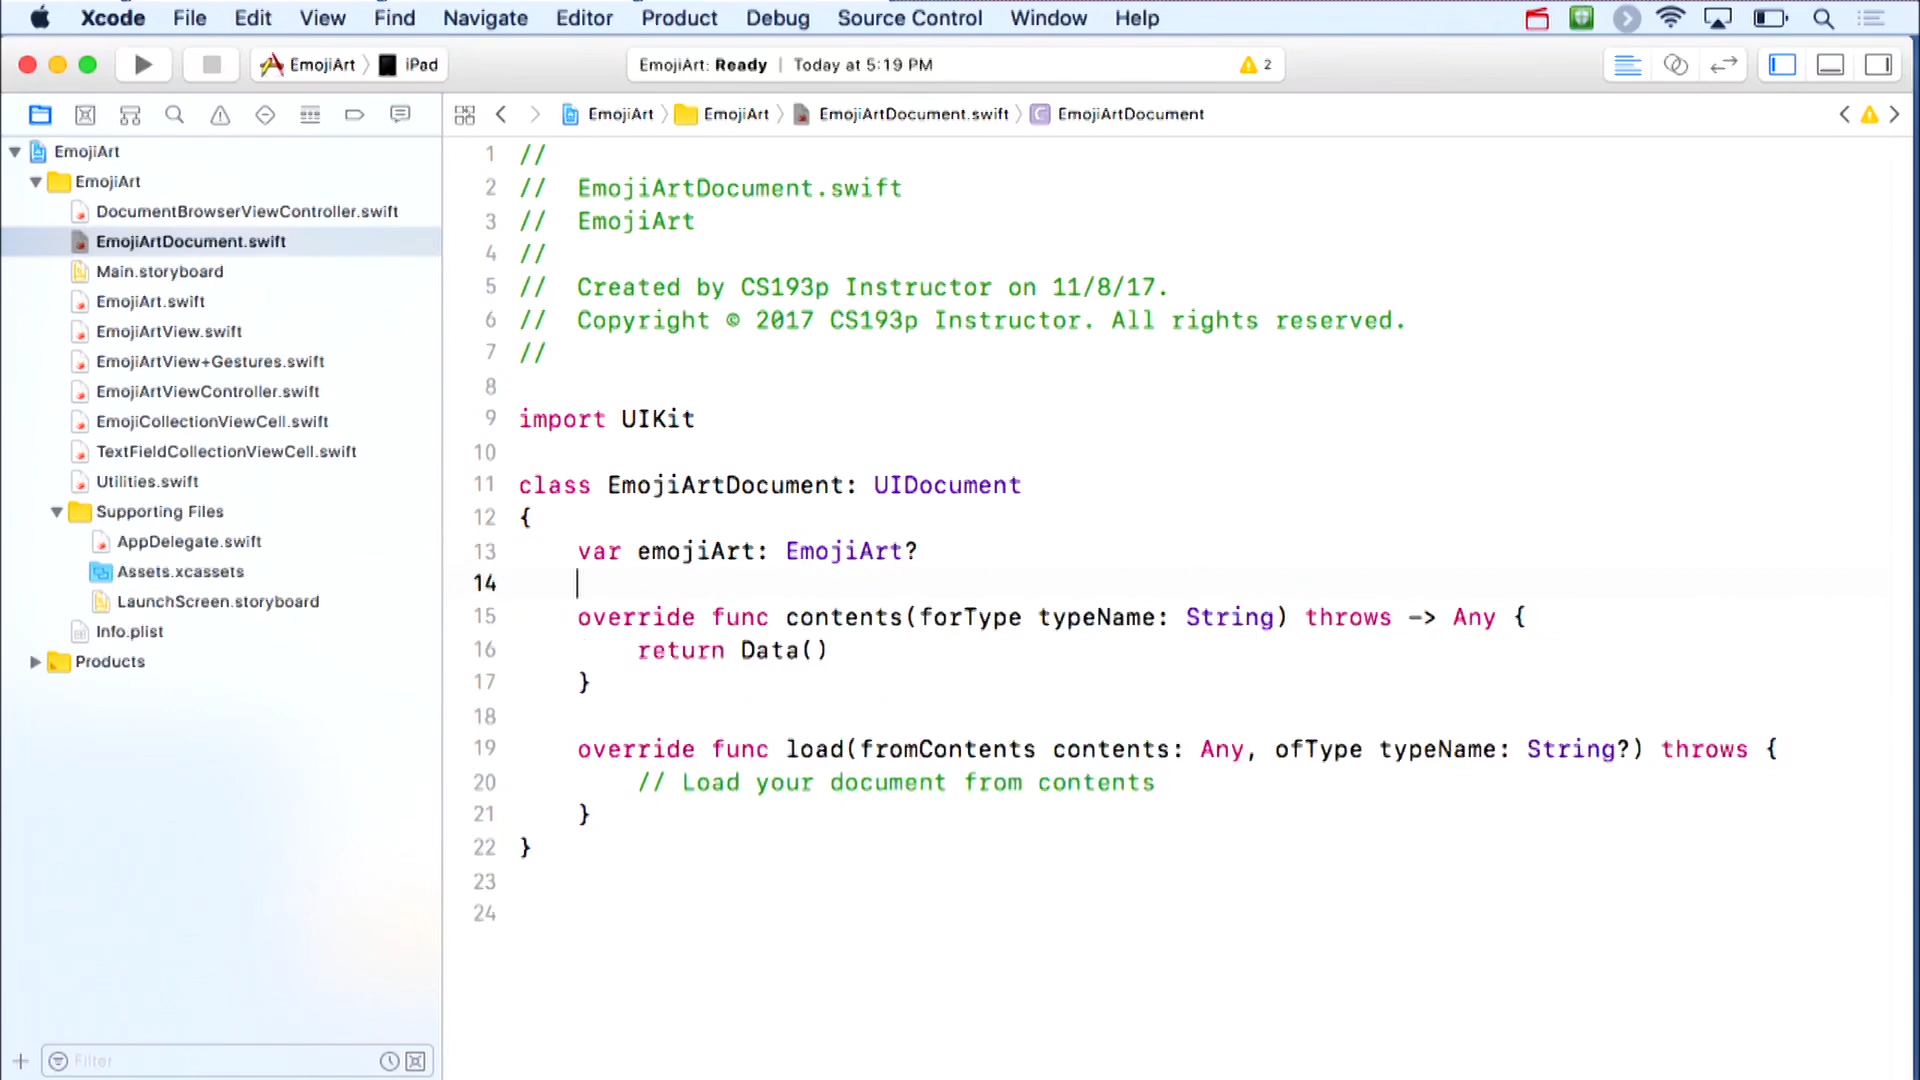 Xcode File Edit View Find Navigate Editor Product Debug Source Control Window Help
EmojiArt iPad EmojiArt: Ready | Today at 5:19 PM 2
EmojiArt EmojiArt EmojiArtDocument.swift C EmojiArtDocument
EmojiArt
EmojiArt
DocumentBrowserViewController.swift
EmojiArtDocument.swift
Main.storyboard
EmojiArt.swift
EmojiArtView.swift
EmojiArtView+Gestures.swift
EmojiArtViewController.swift
EmojiCollectionViewCell.swift
TextFieldCollectionViewCell.swift
Utilities.swift
Supporting Files
AppDelegate.swift
Assets.xcassets
LaunchScreen.storyboard
Info.plist
Products
Filter
1 //
2 //  EmojiArtDocument.swift
3 //  EmojiArt
4 //
5 //  Created by CS193p Instructor on 11/8/17.
6 //  Copyright © 2017 CS193p Instructor. All rights reserved.
7 //
8
9 import UIKit
10
11 class EmojiArtDocument: UIDocument
12 {
13     var emojiArt: EmojiArt?
14
15     override func contents(forType typeName: String) throws -> Any {
16         return Data()
17     }
18
19     override func load(fromContents contents: Any, ofType typeName: String?) throws {
20         // Load your document from contents
21     }
22 }
23
24